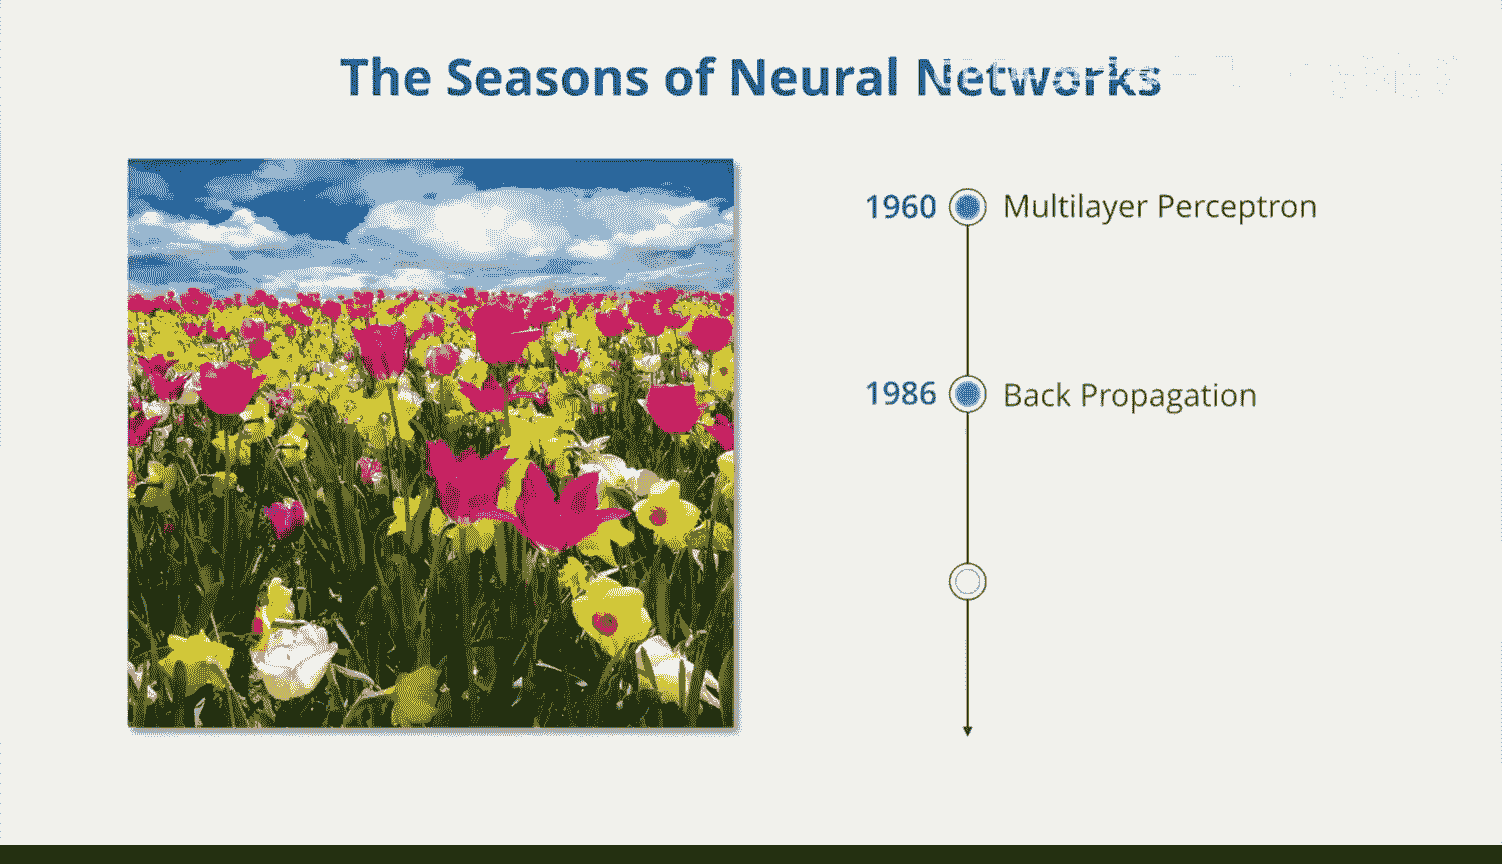 The Seasons of Neural Networks
1960 Multilayer Perceptron
1986 Back Propagation